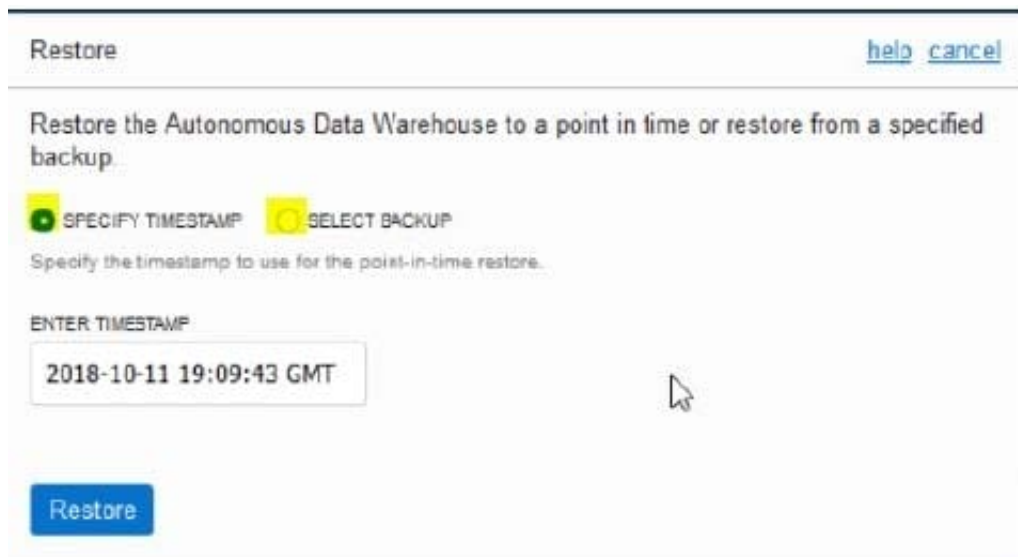 Restore help cancel
Restore the Autonomous Data Warehouse to a point in time or restore from a specified
backup.
SPECIFY TIMESTAMP SELECT BACKUP
Specify the timestamp to use for the point-in-time restore.
ENTER TIMESTAMP
2018-10-11 19:09:43 GMT
Restore